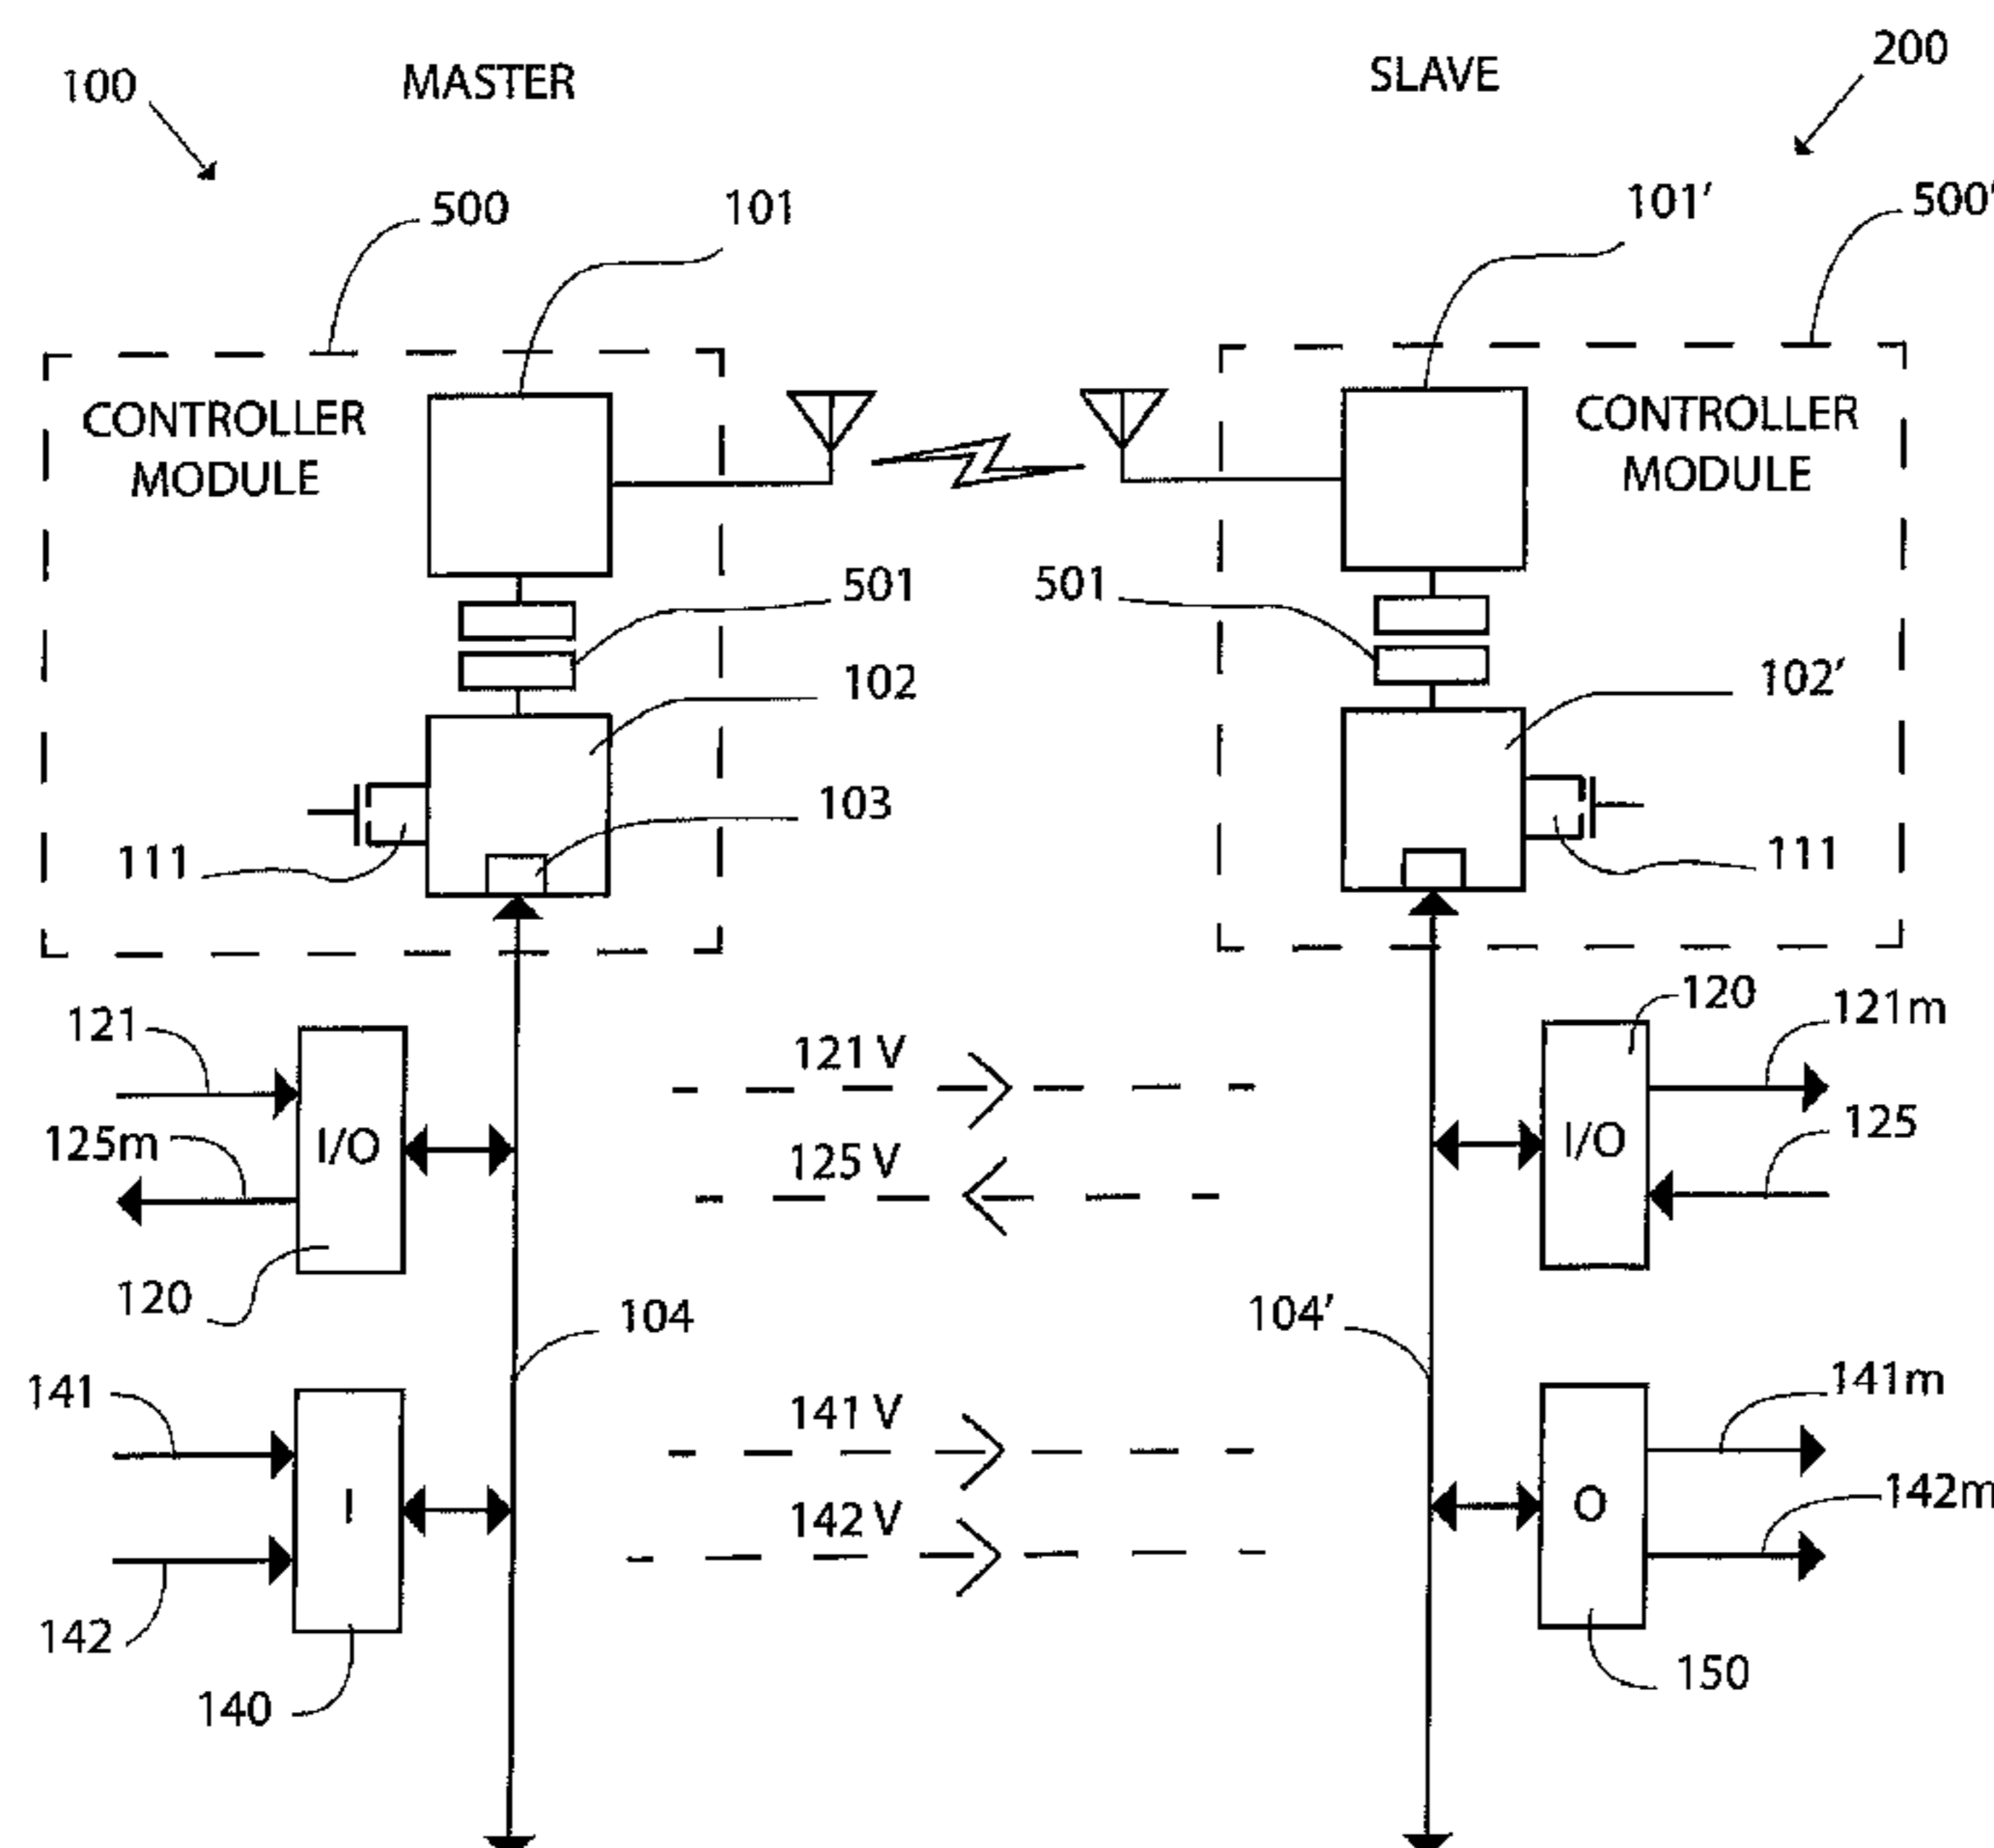 100
MASTER
SLAVE
200
500
101
101'
500'
CONTROLLER
MODULE
CONTROLLER
MODULE
501
501
102
102'
103
111
111
121
I/O
125m
120
121 V
125 V
120
121m
I/O
125
104
104'
141
I
142
140
141 V
142 V
141m
O
142m
150